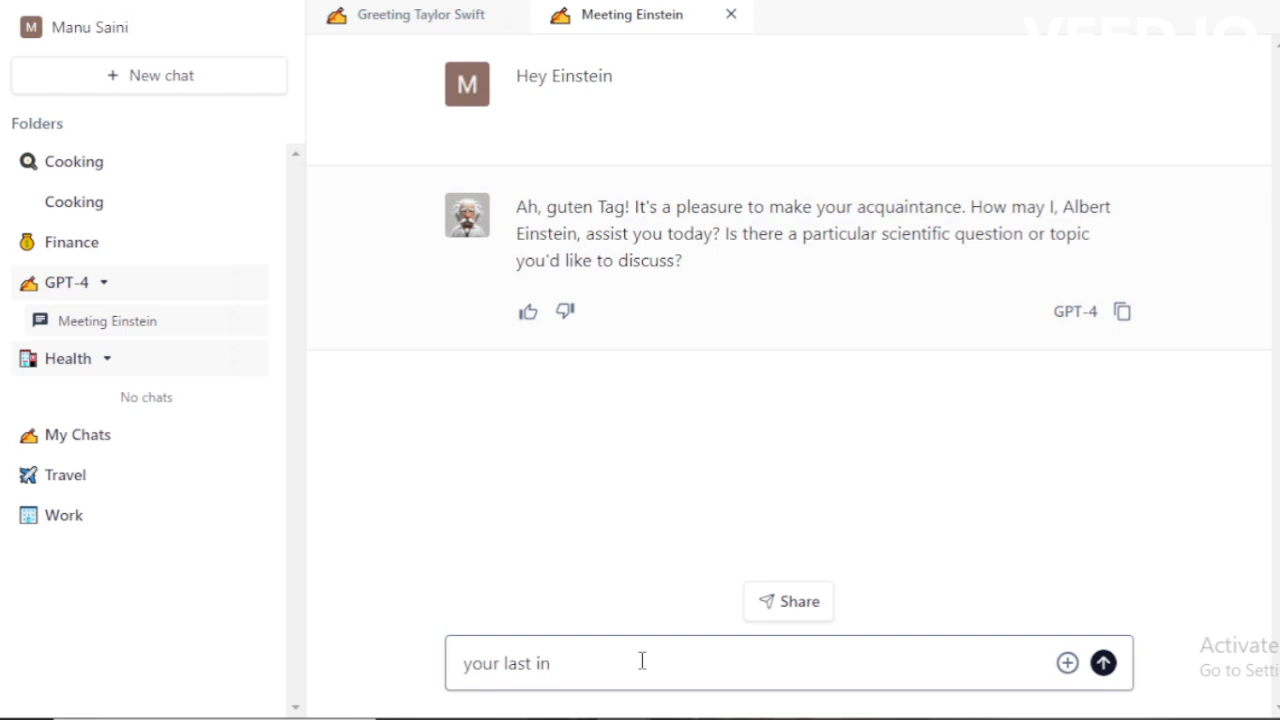 M Manu Saini
+ New chat
Folders
Cooking
Cooking
Finance
GPT-4
Meeting Einstein
Health
No chats
My Chats
Travel
Work
Greeting Taylor Swift
Meeting Einstein
M Hey Einstein
Ah, guten Tag! It's a pleasure to make your acquaintance. How may I, Albert
Einstein, assist you today? Is there a particular scientific question or topic
you'd like to discuss?
GPT-4
Share
your last in
VEED.IO
Activate
Go to Setti